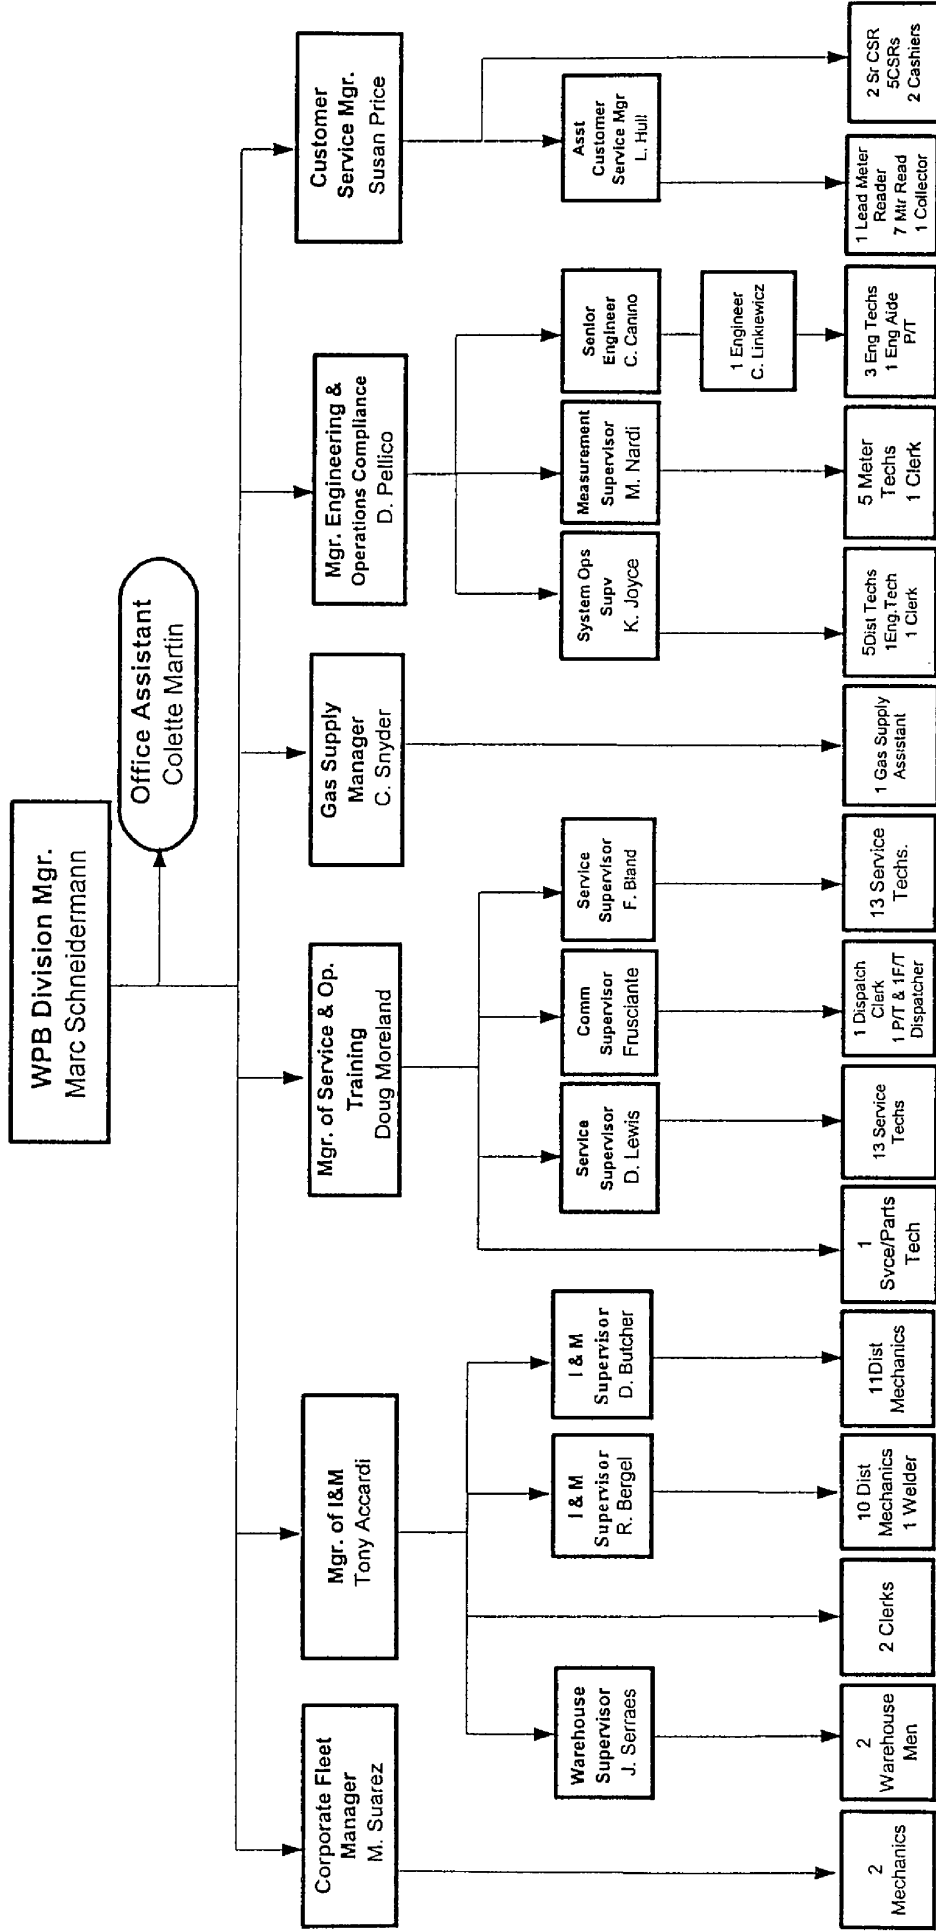 WPB Division Mgr.
Marc Schneidermann
Office Assistant
Colette Martin
Corporate Fleet
Manager
M. Suarez
Mgr. of I&M
Tony Accardi
Mgr. of Service & Op.
Training
Doug Moreland
Gas Supply
Manager
C. Snyder
Mgr. Engineering &
Operations Compliance
D. Pellico
Customer
Service Mgr.
Susan Price
Warehouse
Supervisor
J. Serraes
I & M
Supervisor
R. Bergel
I & M
Supervisor
D. Butcher
Service
Supervisor
D. Lewis
Comm
Supervisor
Frusciante
Service
Supervisor
F. Bland
System Ops
Supv
K. Joyce
Measurement
Supervisor
M. Nardi
Senior
Engineer
C. Canino
Asst
Customer
Service Mgr
L. Hull
1 Engineer
C. Linkiewicz
2
Mechanics
2
Warehouse
Men
2 Clerks
10 Dist
Mechanics
1 Welder
11Dist
Mechanics
1
Svce/Parts
Tech
13 Service
Techs
1 Dispatch
Clerk
1 P/T & 1F/T
Dispatcher
13 Service
Techs.
1 Gas Supply
Assistant
5Dist Techs
1Eng.Tech
1 Clerk
5 Meter
Techs
1 Clerk
3 Eng Techs
1 Eng Aide
P/T
1 Lead Meter
Reader
7 Mtr Read
1 Collector
2 Sr CSR
5CSRs
2 Cashiers